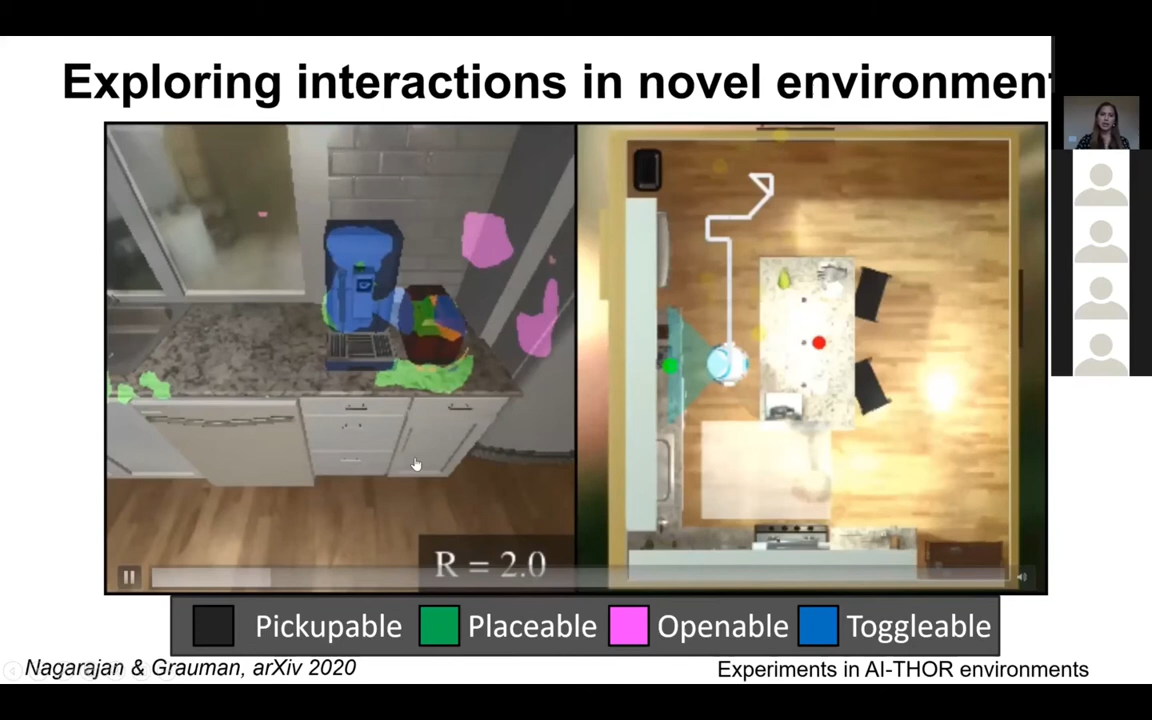 Exploring interactions in novel environment
R = 2.0
Pickupable Placeable Openable Toggleable
Nagarajan & Grauman, arXiv 2020
Experiments in AI-THOR environments